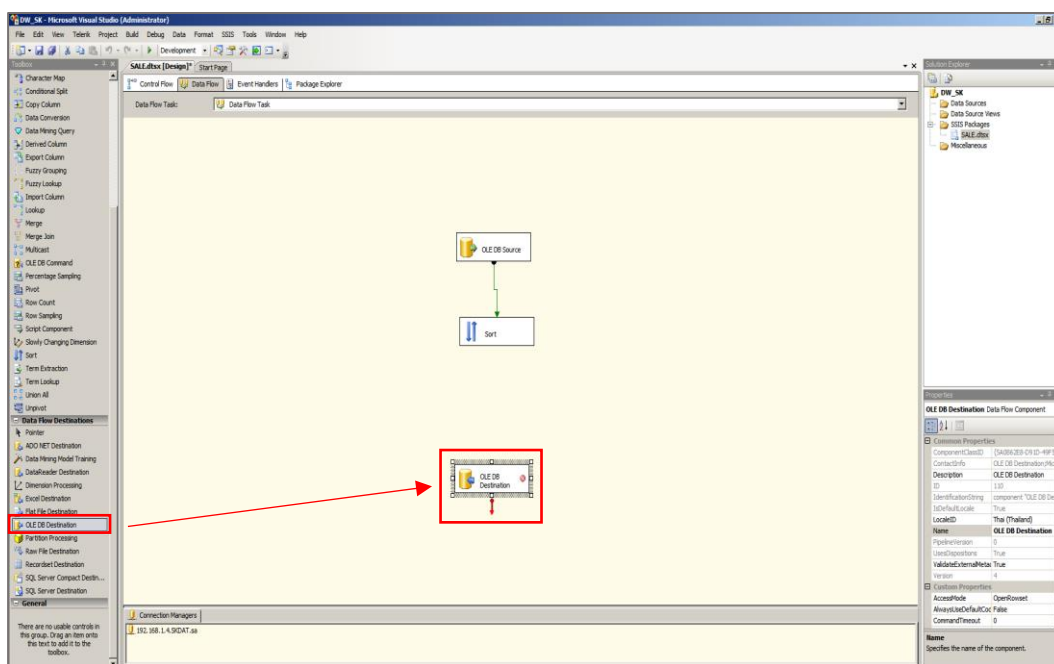 DW_SK - Microsoft Visual Studio (Administrator)
File Edit View Telerik Project Build Debug Data Format SSIS Tools Window Help
Development
Toolbox
Character Map
Conditional Split
Copy Column
Data Conversion
Data Mining Query
Derived Column
Export Column
Fuzzy Grouping
Fuzzy Lookup
Import Column
Lookup
Merge
Merge Join
Multicast
OLE DB Command
Percentage Sampling
Pivot
Row Count
Row Sampling
Script Component
Slowly Changing Dimension
Sort
Term Extraction
Term Lookup
Union All
Unpivot
Data Flow Destinations
Pointer
ADO NET Destination
Data Mining Model Training
DataReader Destination
Dimension Processing
Excel Destination
Flat File Destination
OLE DB Destination
Partition Processing
Raw File Destination
Recordset Destination
SQL Server Compact Destin...
SQL Server Destination
General
There are no usable controls in
this group. Drag an item onto
this text to add it to the
toolbox.
SALE.dtsx [Design]* Start Page
Control Flow Data Flow Event Handlers Package Explorer
Data Flow Task: Data Flow Task
OLE DB Source
Sort
OLE DB
Destination
Connection Managers
192.168.1.4.SKDAT.sa
Solution Explorer
DW_SK
Data Sources
Data Source Views
SSIS Packages
SALE.dtsx
Miscellaneous
Properties
OLE DB Destination Data Flow Component
Common Properties
ComponentClassID
ContactInfo OLE DB Destination;Mic
Description OLE DB Destination
ID 110
IdentificationString component "OLE DB De
IsDefaultLocale True
LocaleID Thai (Thailand)
Name OLE DB Destination
PipelineVersion 0
UsesDispositions True
ValidateExternalMetad True
Version 4
Custom Properties
AccessMode OpenRowset
AlwaysUseDefaultCod False
CommandTimeout 0
Name
Specifies the name of the component.